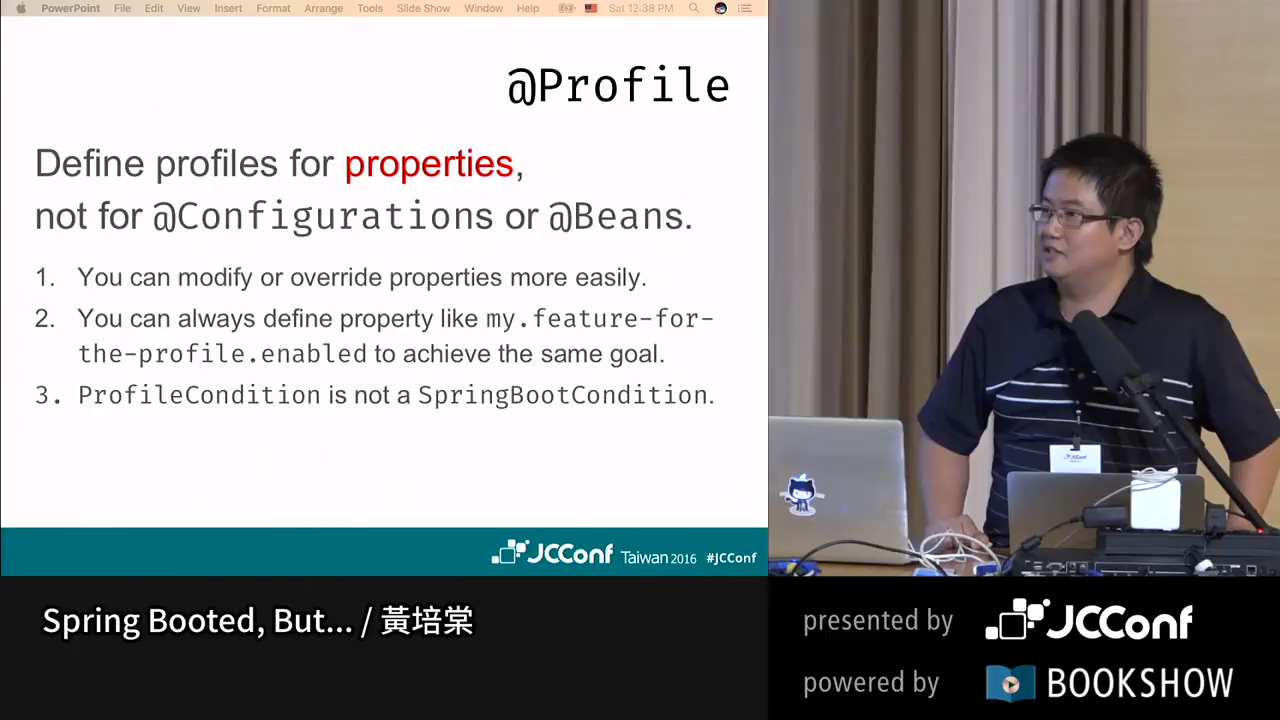 PowerPoint File Edit View Insert Format Arrange Tools Slide Show Window Help Sat 12:38 PM
@Profile
Define profiles for properties,
not for @Configurations or @Beans.
1. You can modify or override properties more easily.
2. You can always define property like my.feature-for-
the-profile.enabled to achieve the same goal.
3. ProfileCondition is not a SpringBootCondition.
JCConf Taiwan 2016 #JCConf
Spring Booted, But... / 黃培棠
presented by JCConf
powered by BOOKSHOW
JCConf